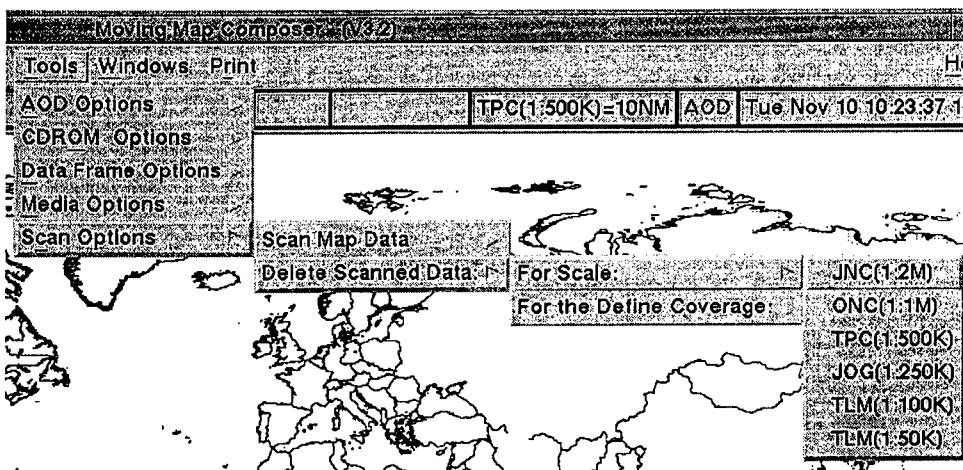 Moving Map Composer - (V3.2)
Tools Windows Print He
AOD Options
TPC(1:500K)=10NM AOD Tue Nov 10 10:23:37 1
CDROM Options
Data Frame Options
Media Options
Scan Options
Scan Map Data
Delete Scanned Data
For Scale:
For the Define Coverage
JNC(1:2M)
ONC(1:1M)
TPC(1:500K)
JOG(1:250K)
TLM(1:100K)
TLM(1:50K)